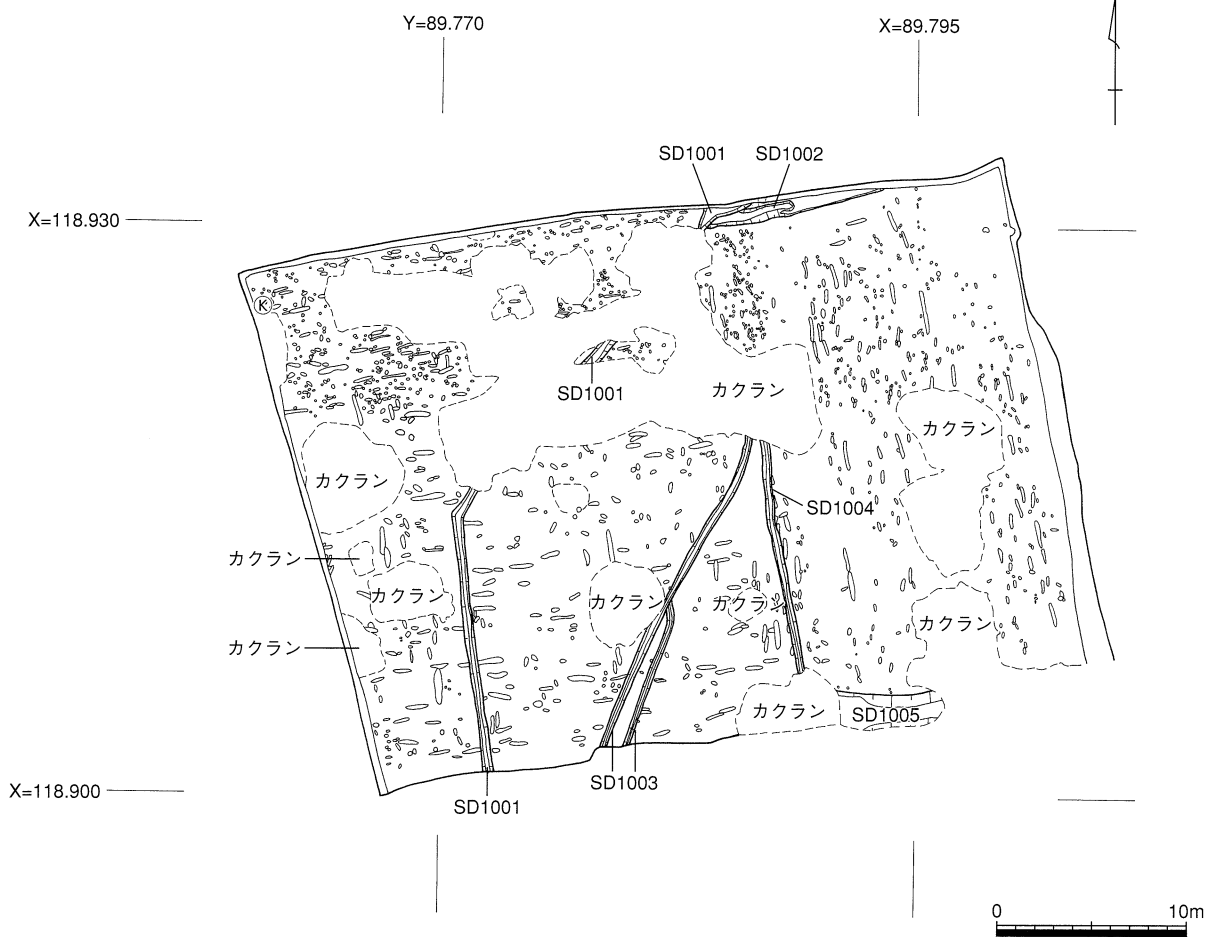 Y=89.770
X=89.795
SD1001
SD1002
X=118.930
K
SD1001
カクラン
カクラン
カクラン
SD1004
カクラン
カクラン
カクラン
カクラン
カクラン
カクラン
カクラン
SD1005
SD1003
X=118.900
SD1001
0
10m